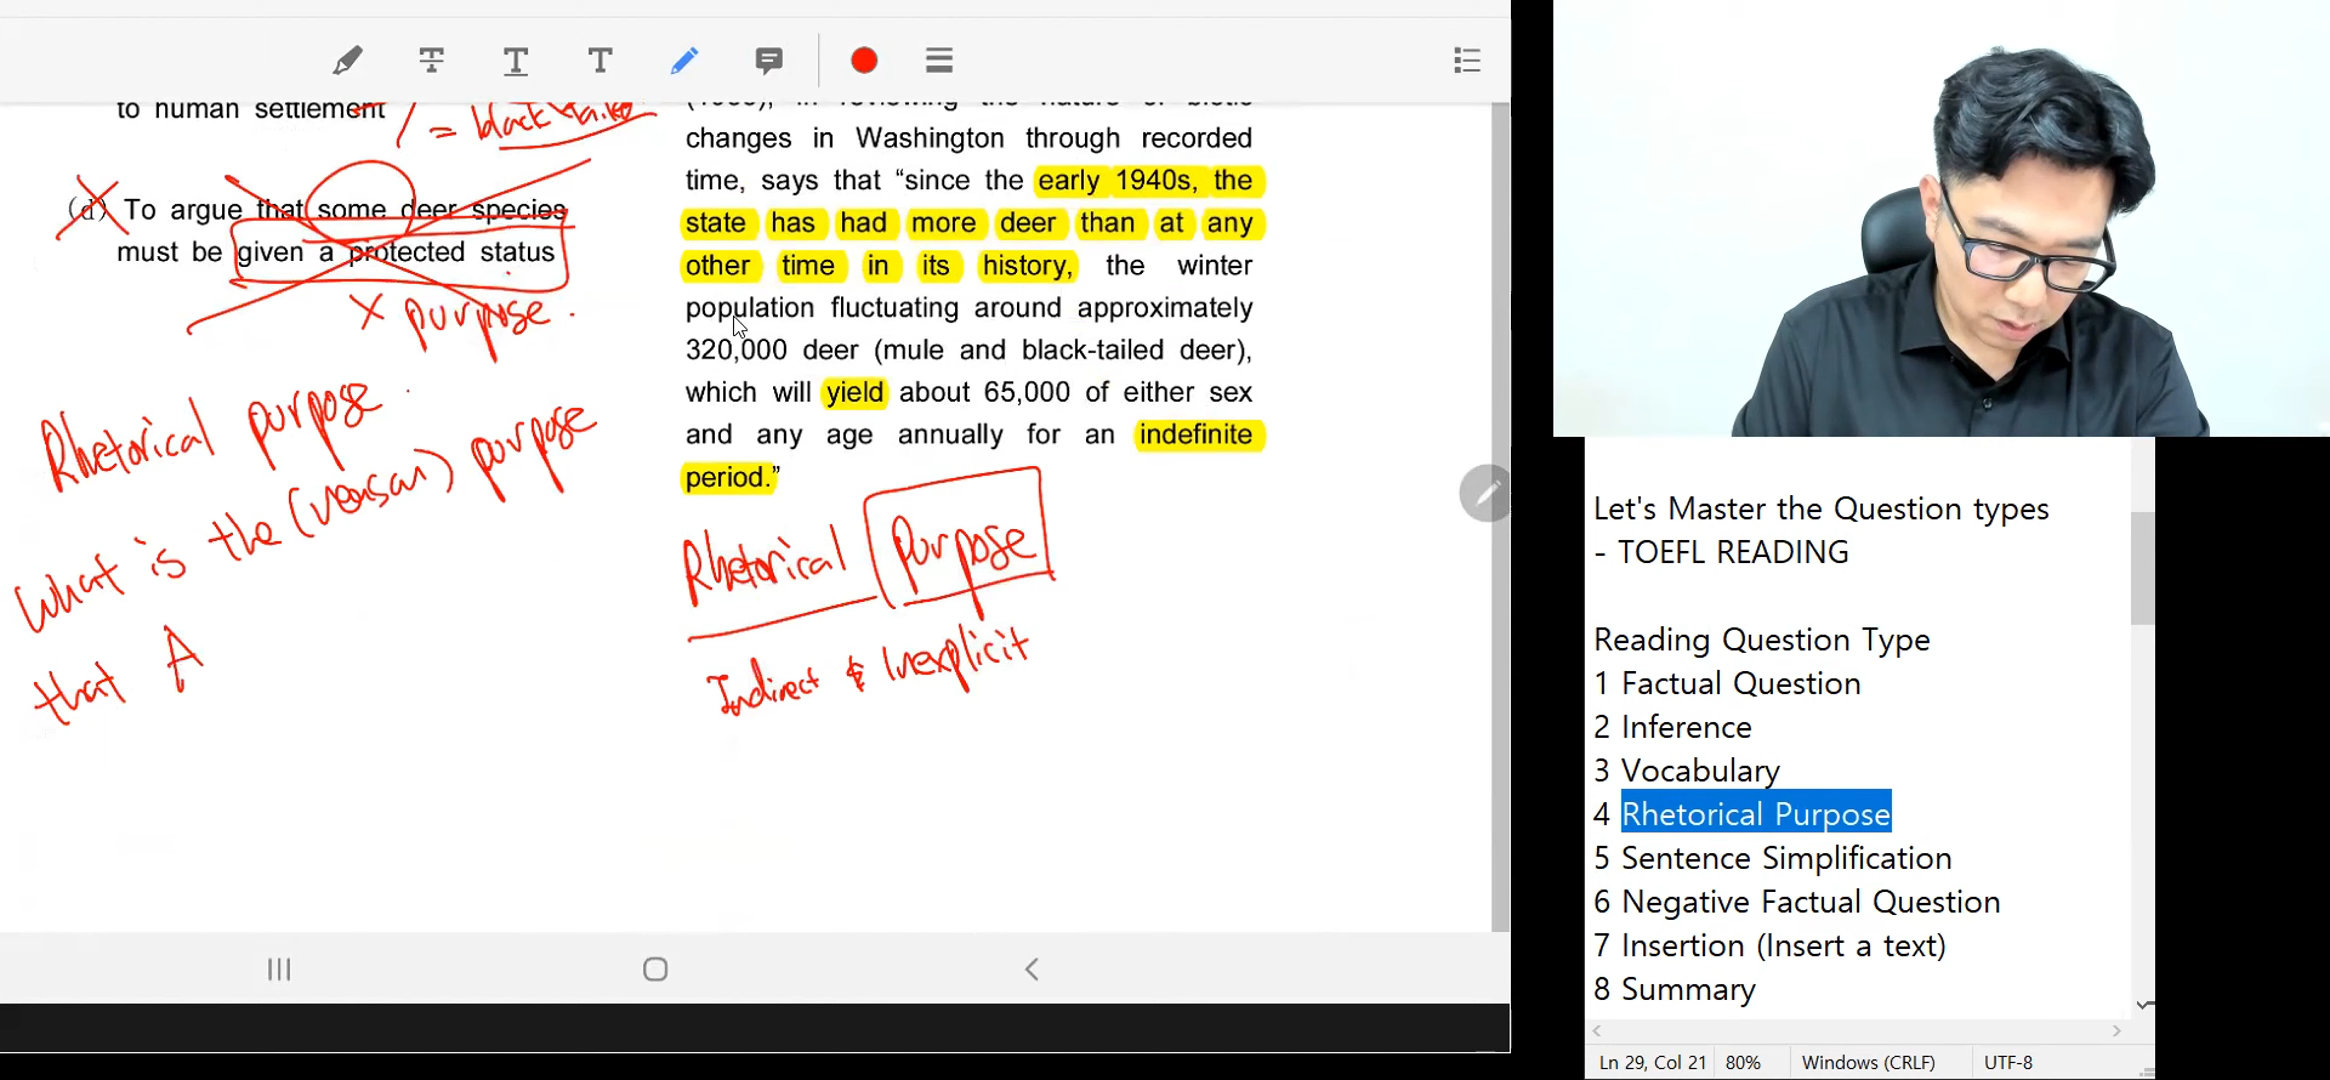 to human settlement
= black
(d) To argue that some deer species
must be given a protected status
X purpose.
Rhetorical purpose.
What is the (reason) purpose
that A
changes in Washington through recorded
time, says that “since the early 1940s, the
state has had more deer than at any
other time in its history, the winter
population fluctuating around approximately
320,000 deer (mule and black-tailed deer),
which will yield about 65,000 of either sex
and any age annually for an indefinite
period.”
Rhetorical purpose
Indirect & Inexplicit
Let's Master the Question types
- TOEFL READING
Reading Question Type
1 Factual Question
2 Inference
3 Vocabulary
4 Rhetorical Purpose
5 Sentence Simplification
6 Negative Factual Question
7 Insertion (Insert a text)
8 Summary
Ln 29, Col 21 80% Windows (CRLF) UTF-8